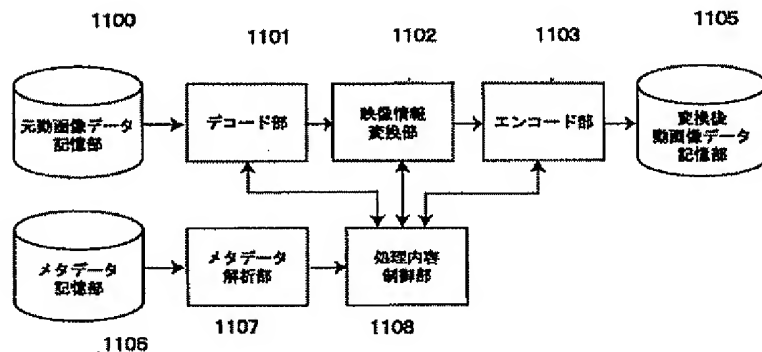 1100
1101
1102
1103
1105
元動画像データ
記憶部
デコード部
映像情報
変換部
エンコード部
変換後
動画像データ
記憶部
メタデータ
記憶部
メタデータ
解析部
処理内容
制御部
1106
1107
1108